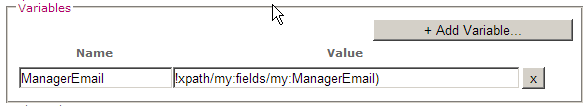 Variables
+ Add Variable...
Name Value
ManagerEmail !xpath/my:fields/my:ManagerEmail) x